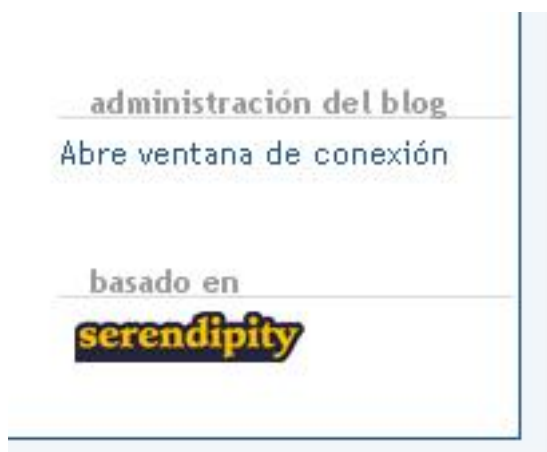 administración del blog
Abre ventana de conexión
basado en
serendipity